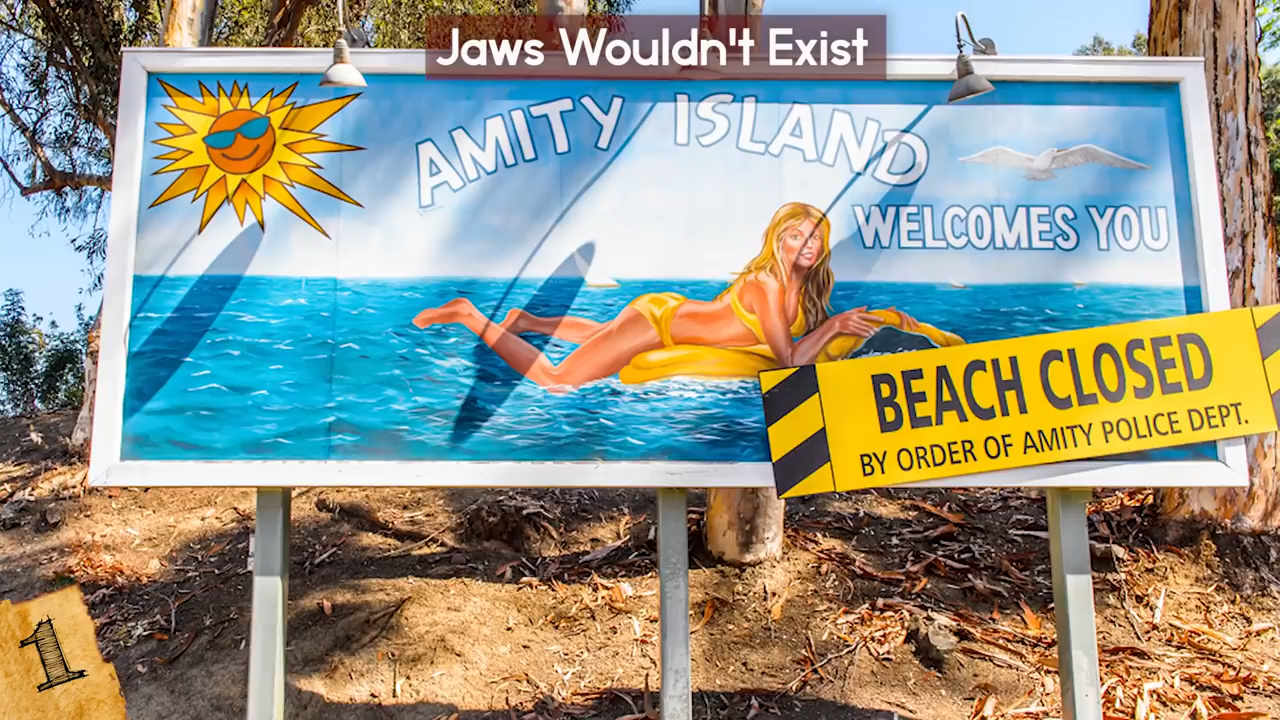 Jaws Wouldn't Exist
AMITY ISLAND
WELCOMES YOU
BEACH CLOSED
BY ORDER OF AMITY POLICE DEPT.
1